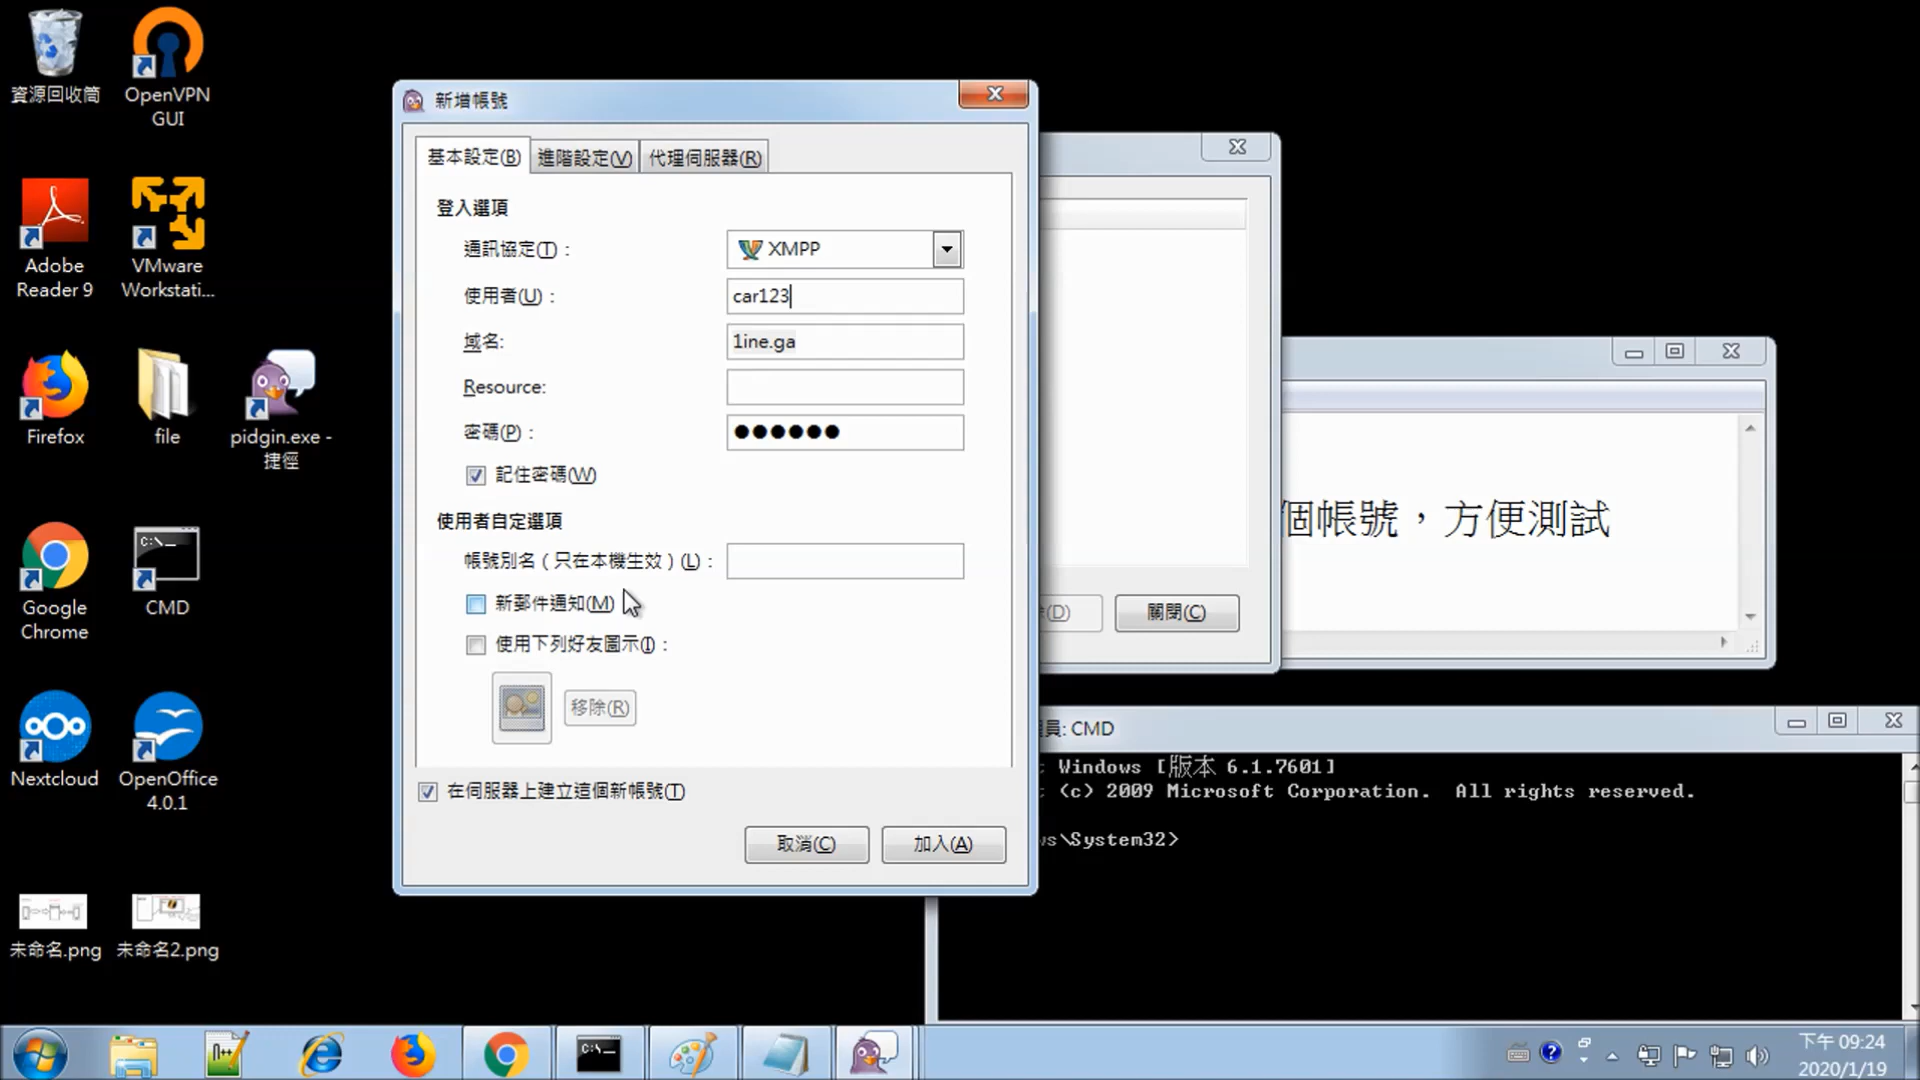 資源回收筒
OpenVPN
GUI
Adobe
Reader 9
VMware
Workstati...
Firefox
file
pidgin.exe -
捷徑
Google
Chrome
CMD
Nextcloud
OpenOffice
4.0.1
未命名.png
未命名2.png
新增帳號
基本設定(B)
進階設定(V)
代理伺服器(R)
登入選項
通訊協定(T)：
XMPP
使用者(U)：
car123
域名:
1ine.ga
Resource:
密碼(P)：
●●●●●●
記住密碼(W)
使用者自定選項
帳號別名（只在本機生效）(L)：
新郵件通知(M)
使用下列好友圖示(I)：
移除(R)
在伺服器上建立這個新帳號(T)
取消(C)
加入(A)
(D)
關閉(C)
個帳號，方便測試
員: CMD
Windows [版本 6.1.7601]
(c) 2009 Microsoft Corporation. All rights reserved.
ws\System32>
下午 09:24
2020/1/19